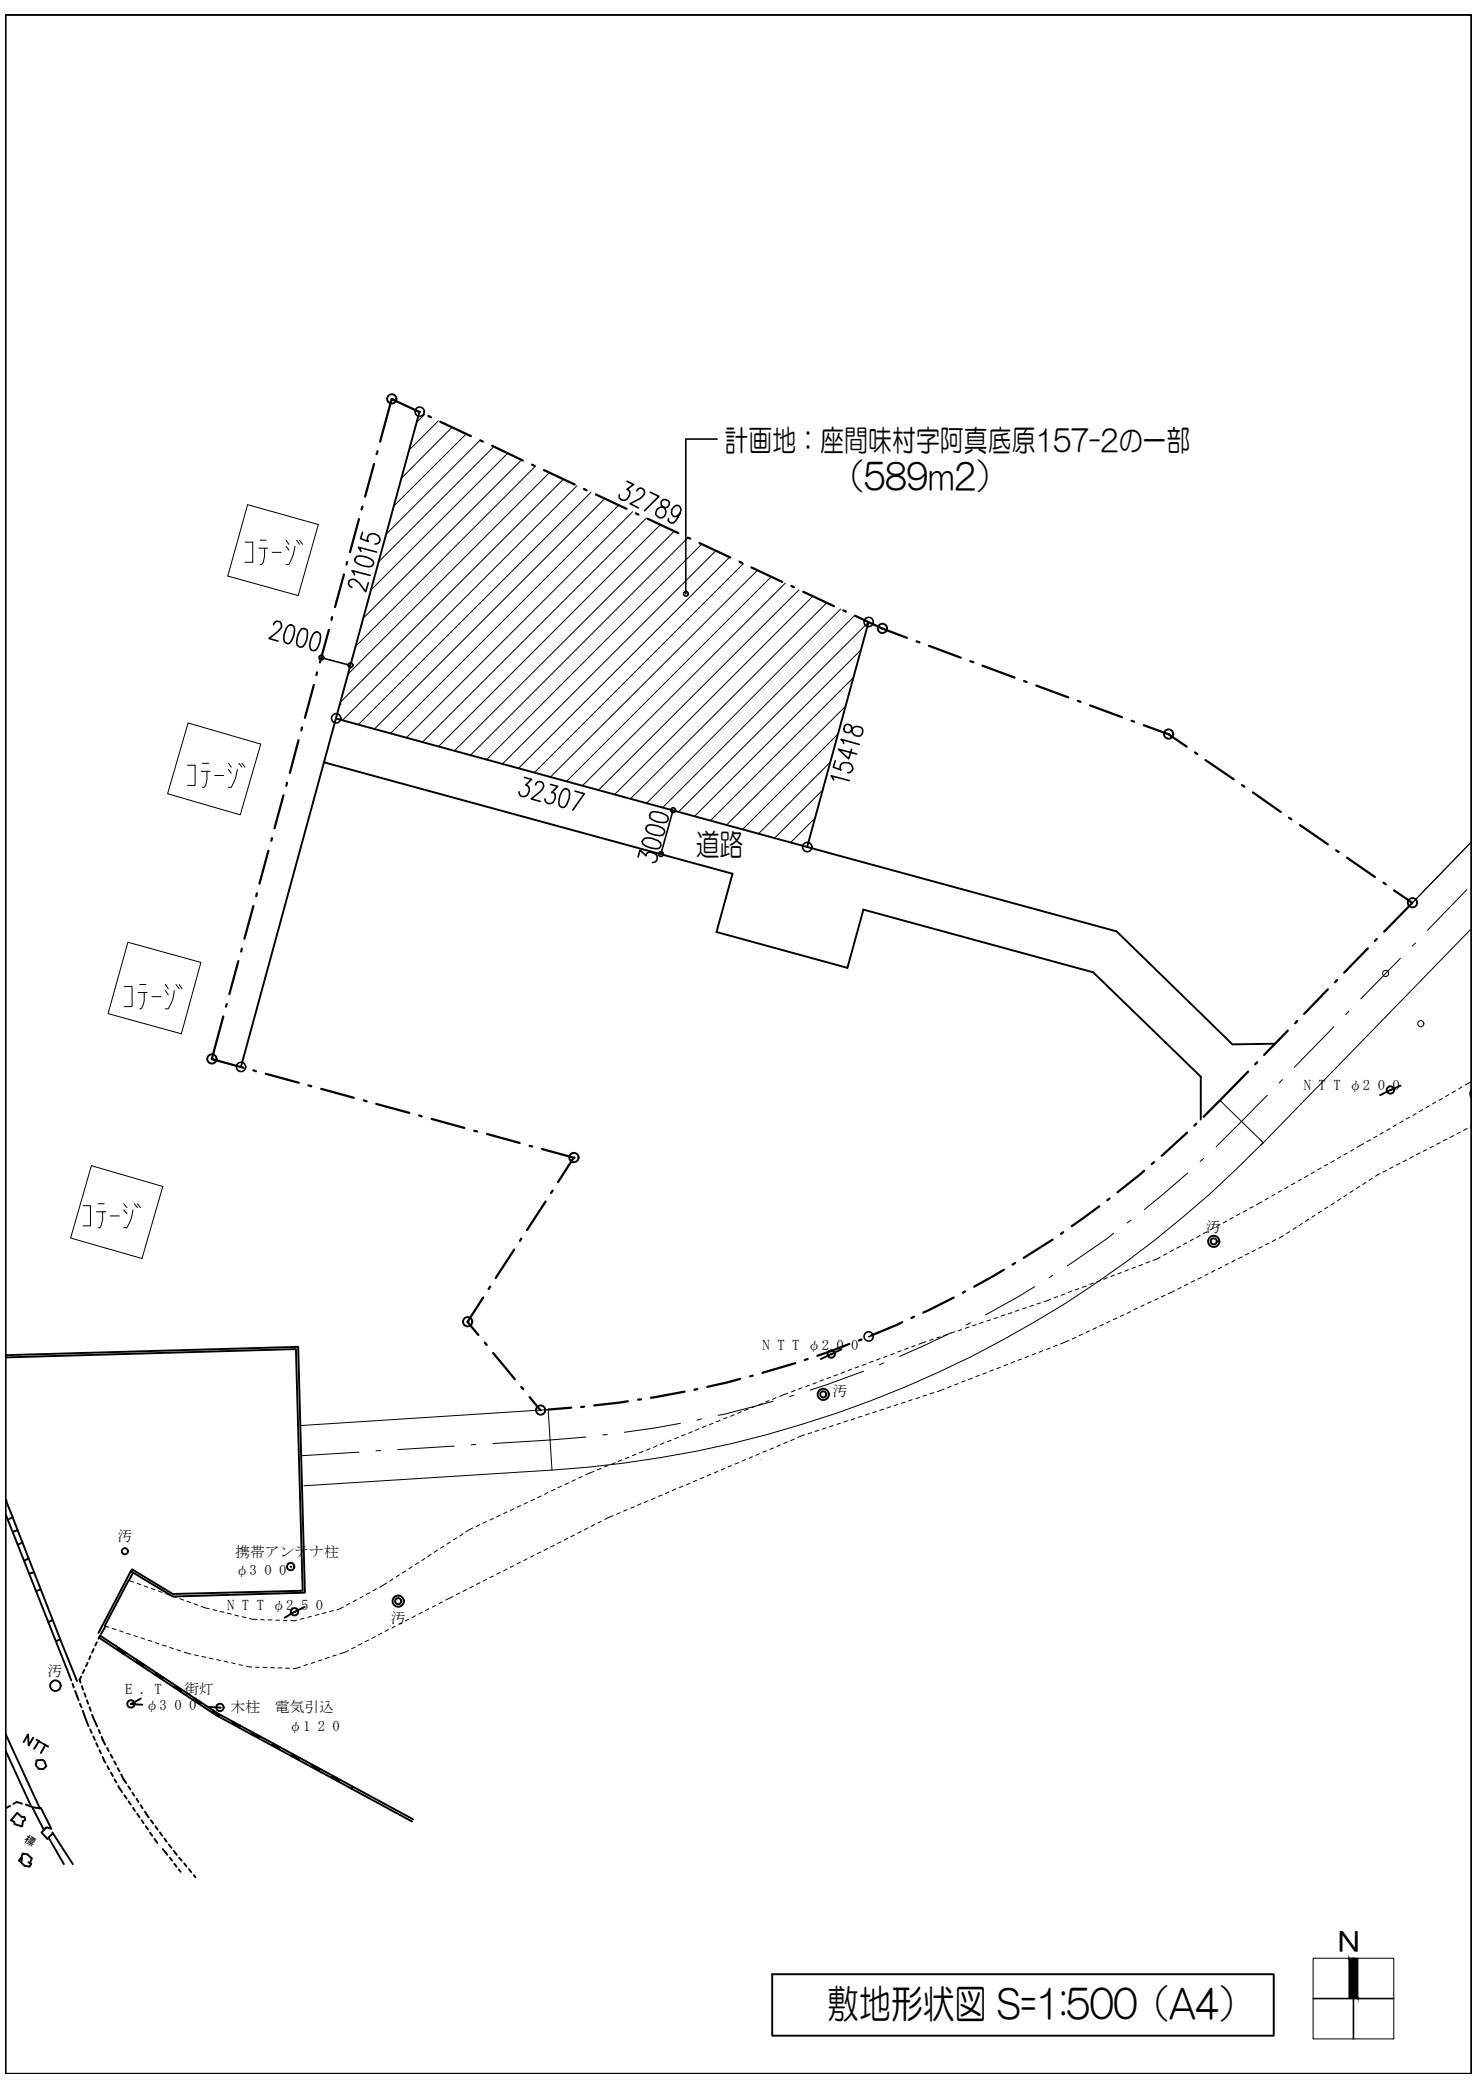 計画地：座間味村字阿真底原157-2の一部
（589m2）
32789
21015
コテージ
2000
コテージ
15418
32307
3000
道路
コテージ
NTT φ200
コテージ
汚
NTT φ200
汚
汚
携帯アンテナ柱
φ300
NTT φ250
汚
汚
E．T 街灯
φ300
木柱 電気引込
φ120
NTT
標
N
敷地形状図 S=1:500（A4）